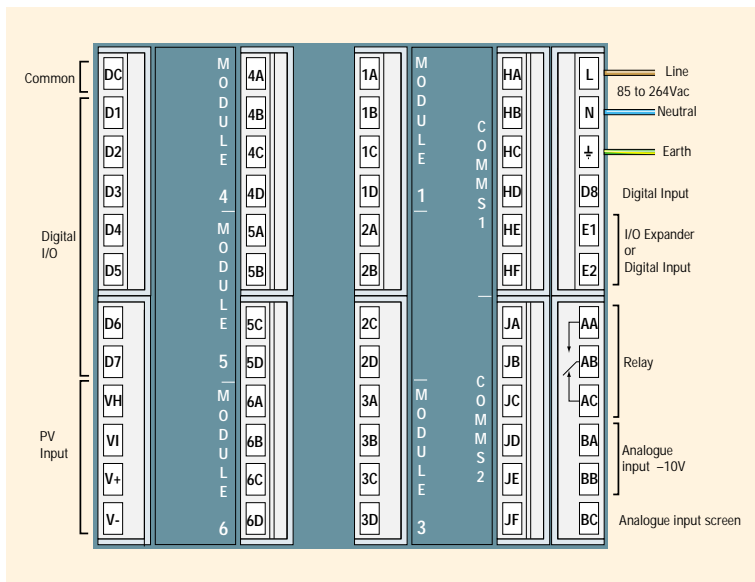 Common
Digital
I/O
PV
Input
DC
D1
D2
D3
D4
D5
D6
D7
VH
VI
V+
V-
MODULE 4
MODULE 5
MODULE 6
4A
4B
4C
4D
5A
5B
5C
5D
6A
6B
6C
6D
1A
1B
1C
1D
2A
2B
2C
2D
3A
3B
3C
3D
MODULE 1
MODULE 3
COMMS 1
COMMS 2
HA
HB
HC
HD
HE
HF
JA
JB
JC
JD
JE
JF
L
N
D8
E1
E2
AA
AB
AC
BA
BB
BC
Line
85 to 264Vac
Neutral
Earth
Digital Input
I/O Expander
or
Digital Input
Relay
Analogue
input –10V
Analogue input screen